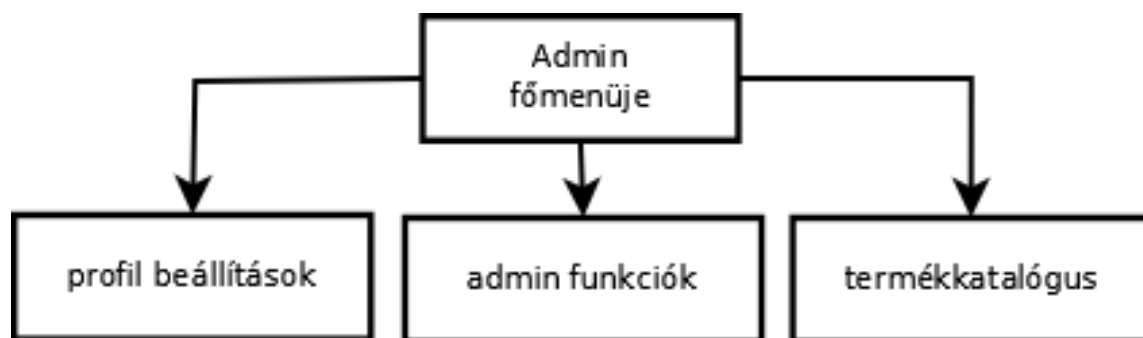 Admin
főmenüje
profil beállítások
admin funkciók
termékkatalógus